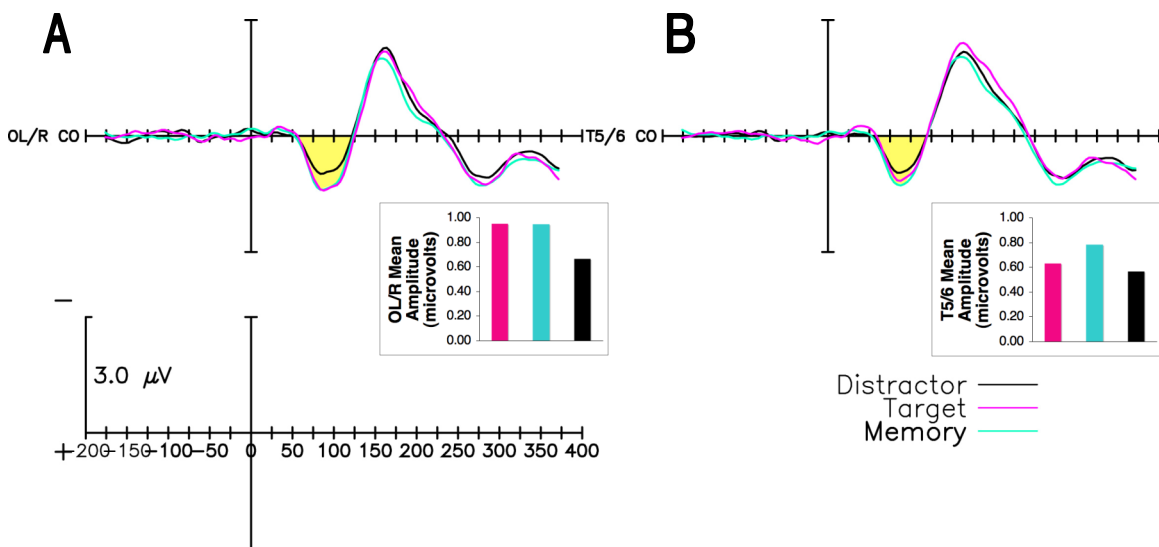 A
B
OL/R CO
T5/6 CO
OL/R Mean
Amplitude
(microvolts)
1.00
0.80
0.60
0.40
0.20
0.00
T5/6 Mean
Amplitude
(microvolts)
1.00
0.80
0.60
0.40
0.20
0.00
−
3.0 μV
+
-200 -150 -100 -50 0 50 100 150 200 250 300 350 400
Distractor
Target
Memory